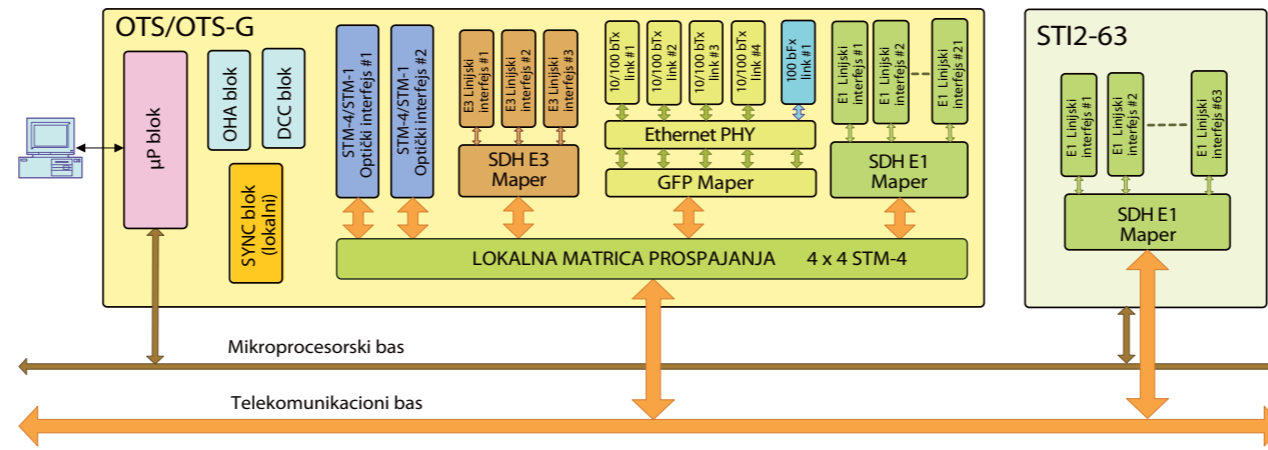 OTS/OTS-G
µP blok
OHA blok
DCC blok
SYNC blok
(lokalni)
STM-4/STM-1
Optički interfejs #1
STM-4/STM-1
Optički interfejs #2
E3 Linijski
interfejs #1
E3 Linijski
interfejs #2
E3 Linijski
interfejs #3
SDH E3
Maper
10/100 bTx
link #1
10/100 bTx
link #2
10/100 bTx
link #3
10/100 bTx
link #4
100 bFx
link #1
Ethernet PHY
GFP Maper
E1 Linijski
interfejs #1
E1 Linijski
interfejs #2
E1 Linijski
interfejs #21
SDH E1
Maper
LOKALNA MATRICA PROSPAJANJA 4 x 4 STM-4
STI2-63
E1 Linijski
interfejs #1
E1 Linijski
interfejs #2
E1 Linijski
interfejs #63
SDH E1
Maper
Mikroprocesorski bas
Telekomunikacioni bas